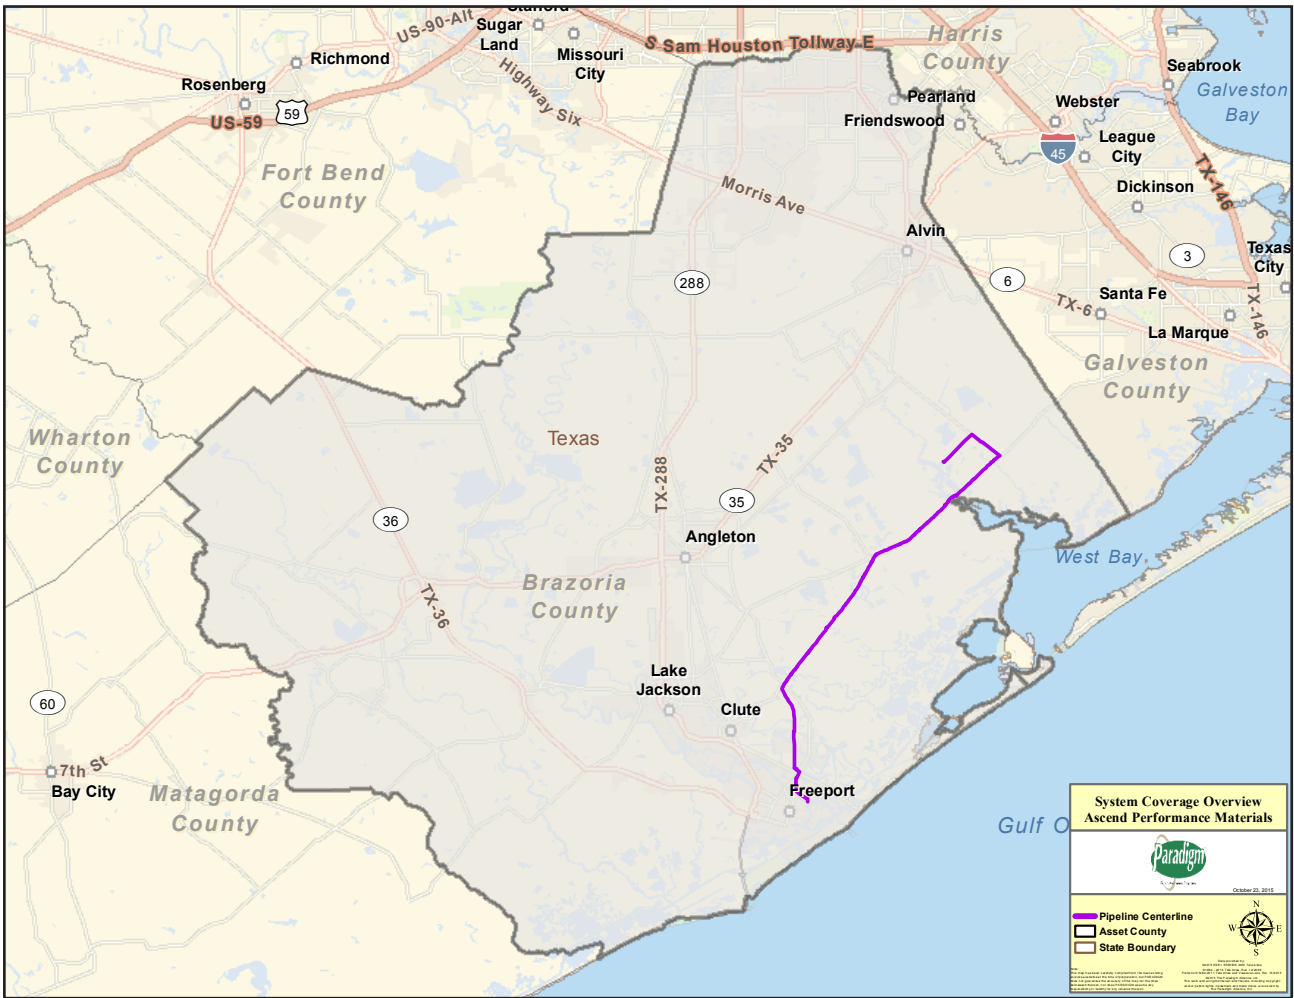 Stafford
US-90-Alt
Sugar
Land
Missouri
City
S Sam Houston Tollway E
Harris
County
Richmond
Rosenberg
59
US-59
Highway Six
Seabrook
Galveston
Bay
Pearland
Friendswood
Webster
45
League
City
Dickinson
TX-146
Fort Bend
County
Morris Ave
Alvin
3
Texas
City
288
6
TX-6
Santa Fe
TX-146
La Marque
Galveston
County
Wharton
County
Texas
TX-288
TX-35
35
36
Angleton
West Bay
Brazoria
County
TX-36
Lake
Jackson
Clute
60
7th St
Bay City
Matagorda
County
Freeport
Gulf O
System Coverage Overview
Ascend Performance Materials
Paradigm
October 23, 2015
Pipeline Centerline
Asset County
State Boundary
N
W
E
S